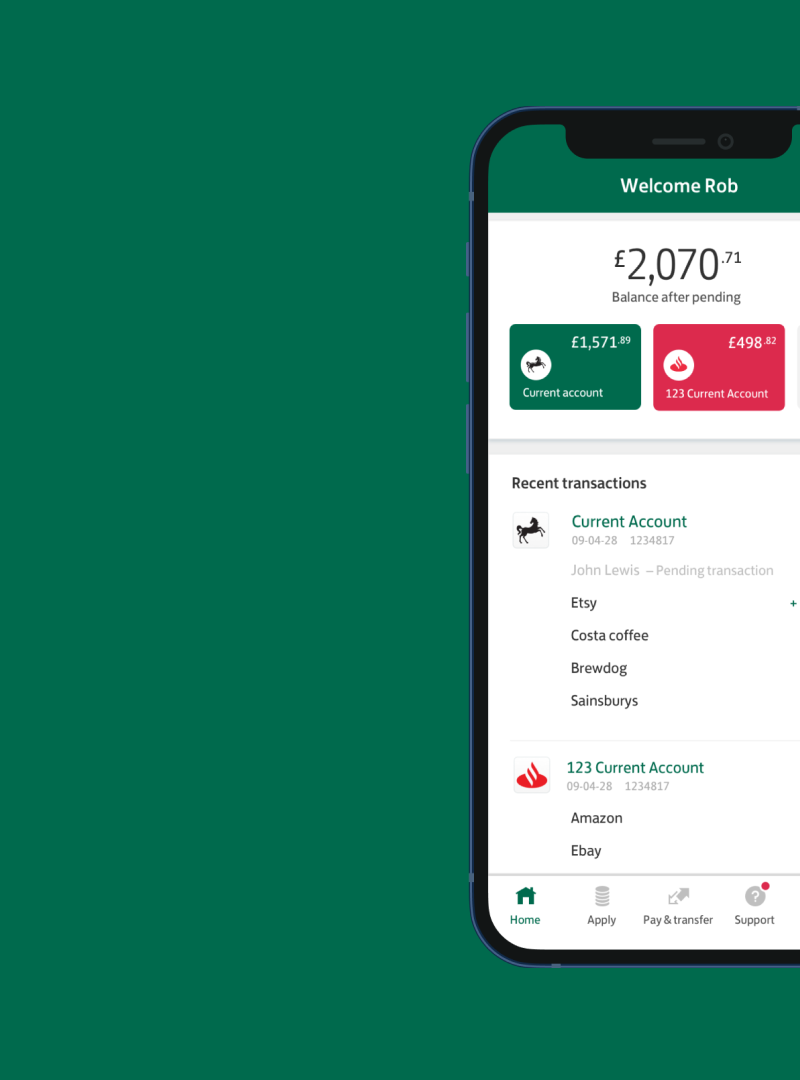 Welcome Rob
£2,070.71
Balance after pending
£1,571.89
Current account
£498.82
123 Current Account
Recent transactions
Current Account
09-04-28 1234817
John Lewis – Pending transaction
Etsy +
Costa coffee
Brewdog
Sainsburys
123 Current Account
09-04-28 1234817
Amazon
Ebay
Home Apply Pay & transfer Support